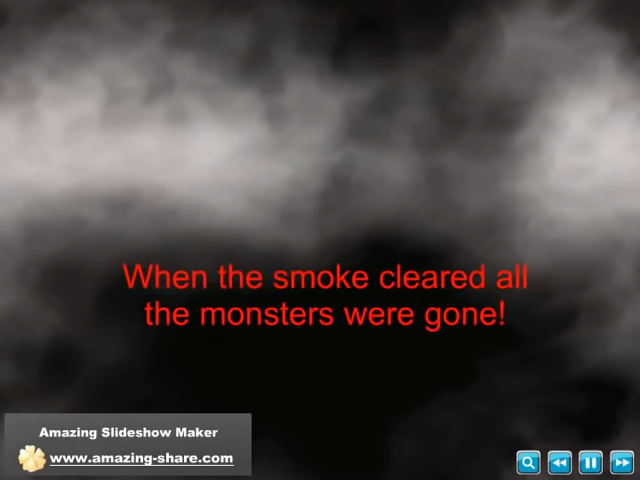 When the smoke cleared all
the monsters were gone!
Amazing Slideshow Maker
www.amazing-share.com